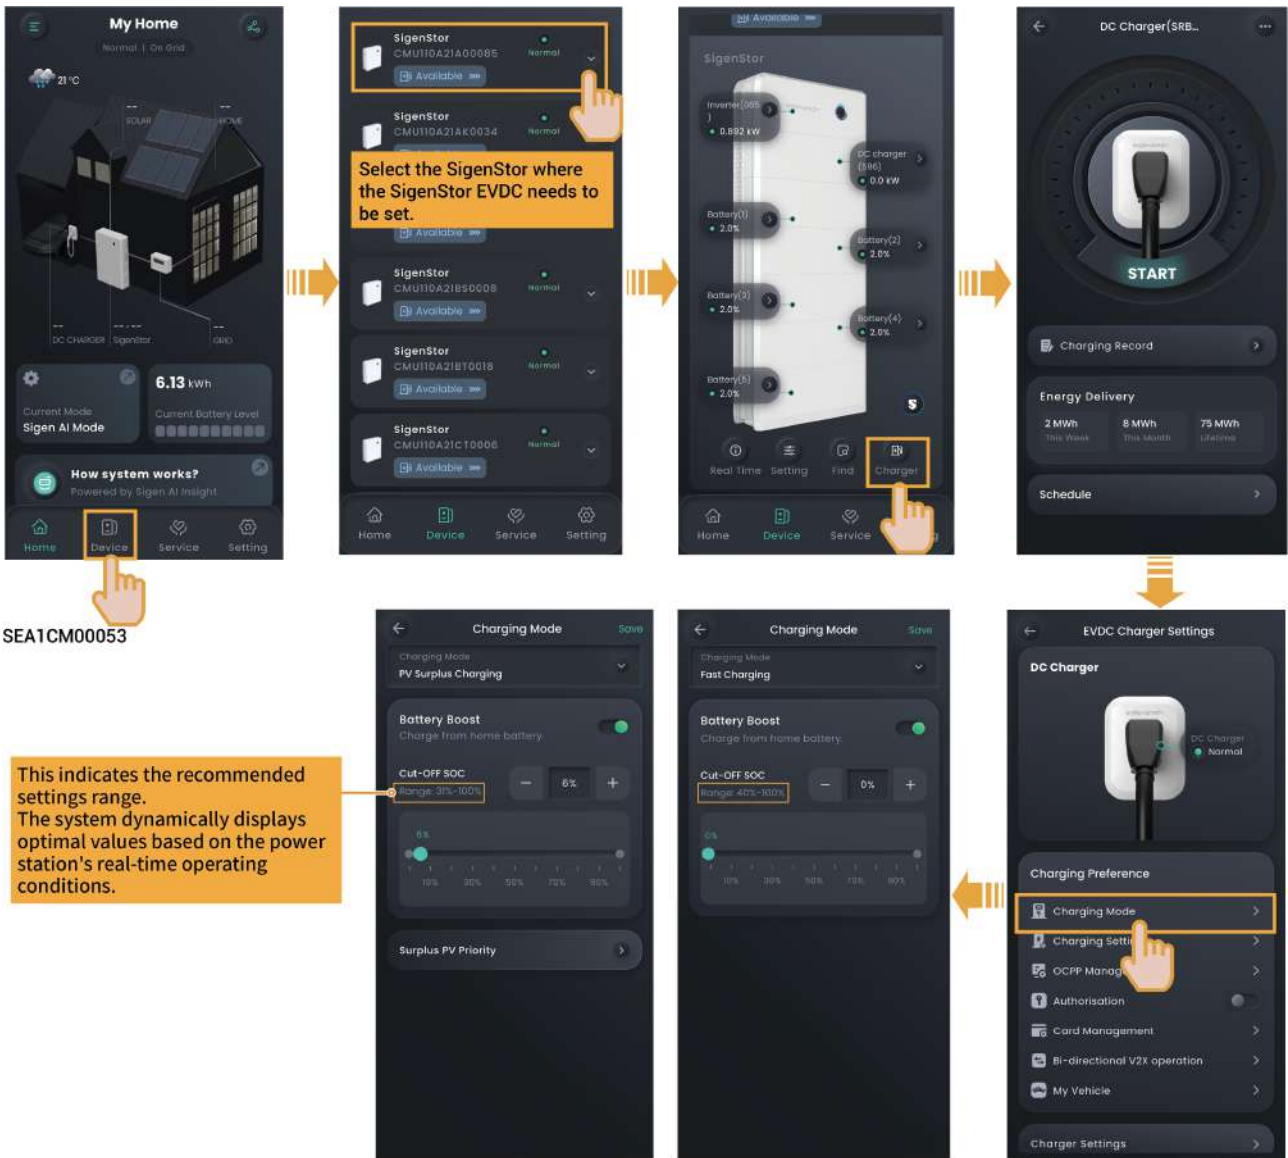 My Home
Normal | On Grid
21 °C
SOLAR
HOME
DC CHARGER
SigenStor
GRID
Current Mode
Sigen AI Mode
6.13 kWh
Current Battery Level
How system works?
Powered by Sigen AI Insight
Home
Device
Service
Setting
SEA1CM00053
SigenStor
CMU110A21A00085
Normal
Available
SigenStor
CMU110A21AK0034
Normal
Select the SigenStor where
the SigenStor EVDC needs to
be set.
Available
SigenStor
CMU110A21BS0008
Normal
Available
SigenStor
CMU110A21BT0018
Normal
Available
SigenStor
CMU110A21CT0006
Normal
Available
Home
Device
Service
Setting
Available
SigenStor
Inverter(065
)
0.892 kW
DC charger
(596)
0.0 kW
Battery(1)
2.0%
Battery(2)
2.0%
Battery(3)
2.0%
Battery(4)
2.0%
Battery(5)
2.0%
Real Time
Setting
Find
Charger
Home
Device
Service
DC Charger(SRB...
START
Charging Record
Energy Delivery
2 MWh
This Week
8 MWh
This Month
75 MWh
Lifetime
Schedule
EVDC Charger Settings
DC Charger
DC Charger
Normal
Charging Preference
Charging Mode
Charging Setti
OCPP Manag
Authorisation
Card Management
Bi-directional V2X operation
My Vehicle
Charger Settings
Charging Mode
Save
Charging Mode
Fast Charging
Battery Boost
Charge from home battery.
Cut-OFF SOC
Range: 40%-100%
0%
0%
10%
30%
50%
70%
90%
Charging Mode
Save
Charging Mode
PV Surplus Charging
Battery Boost
Charge from home battery.
Cut-OFF SOC
Range: 31%-100%
6%
6%
10%
30%
50%
70%
90%
Surplus PV Priority
This indicates the recommended
settings range.
The system dynamically displays
optimal values based on the power
station's real-time operating
conditions.